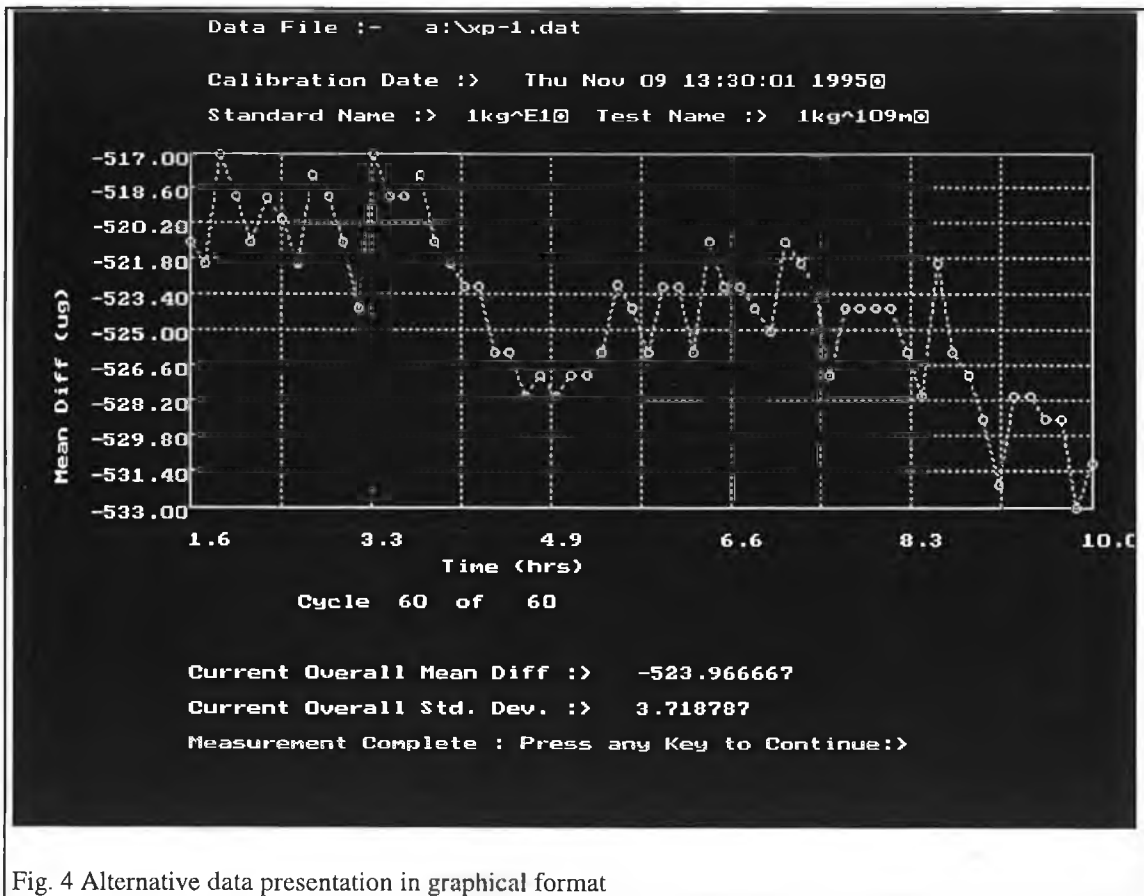 Data File :- a:\xp-1.dat
Calibration Date :> Thu Nov 09 13:30:01 1995
Standard Name :> 1kg^E1 Test Name :> 1kg^109m
-517.00
-518.60
-520.20
-521.80
-523.40
-525.00
-526.60
-528.20
-529.80
-531.40
-533.00
Mean Diff (ug)
1.6 3.3 4.9 6.6 8.3 10.0
Time (hrs)
Cycle 60 of 60
Current Overall Mean Diff :> -523.966667
Current Overall Std. Dev. :> 3.718787
Measurement Complete : Press any Key to Continue:>
Fig. 4 Alternative data presentation in graphical format